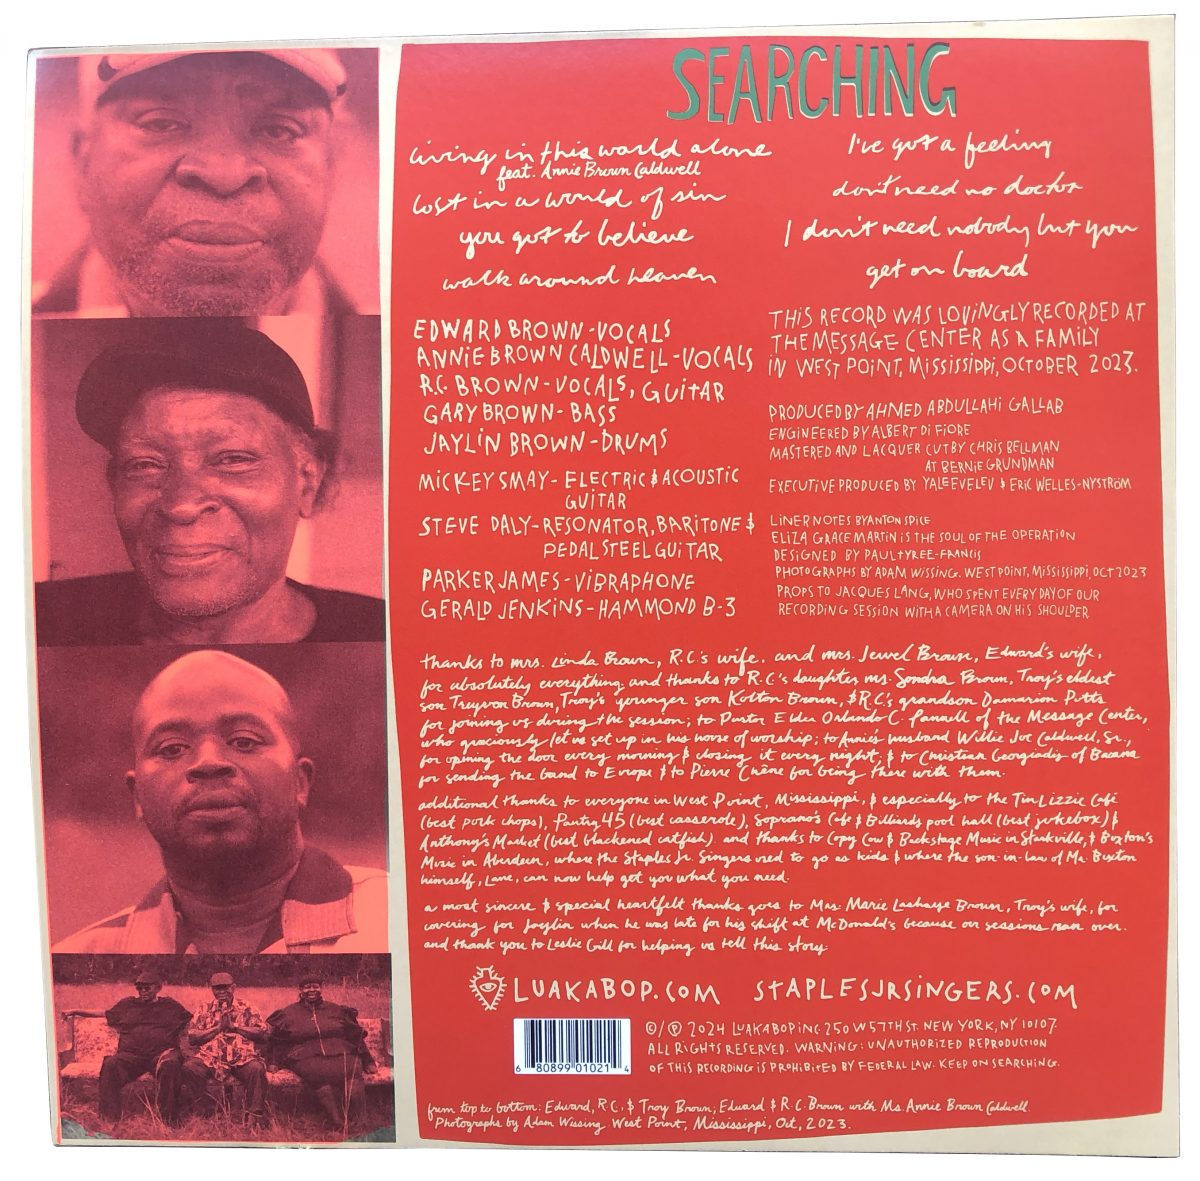 SEARCHING
living in this world alone
feat. Annie Brown Caldwell
lost in a world of sin
you got to believe
walk around heaven
I've got a feeling
don't need no doctor
I don't need nobody but you
get on board
EDWARD BROWN - VOCALS
ANNIE BROWN CALDWELL - VOCALS
R.C. BROWN - VOCALS, GUITAR
GARY BROWN - BASS
JAYLIN BROWN - DRUMS
MICKEY SMAY - ELECTRIC & ACOUSTIC
GUITAR
STEVE DALY - RESONATOR, BARITONE &
PEDAL STEEL GUITAR
PARKER JAMES - VIBRAPHONE
GERALD JENKINS - HAMMOND B-3
THIS RECORD WAS LOVINGLY RECORDED AT
THE MESSAGE CENTER AS A FAMILY
IN WEST POINT, MISSISSIPPI, OCTOBER 2023.
PRODUCED BY AHMED ABDULLAHI GALLAB
ENGINEERED BY ALBERT DI FIORE
MASTERED AND LACQUER CUT BY CHRIS BELLMAN
AT BERNIE GRUNDMAN
EXECUTIVE PRODUCED BY YALE EVELEV & ERIC WELLES-NYSTRÖM
LINER NOTES BY ANTON SPICE
ELIZA GRACE MARTIN IS THE SOUL OF THE OPERATION
DESIGNED BY PAUL TYREE-FRANCIS
PHOTOGRAPHS BY ADAM WISSING. WEST POINT, MISSISSIPPI, OCT 2023
PROPS TO JACQUES LANG, WHO SPENT EVERY DAY OF OUR
RECORDING SESSION WITH A CAMERA ON HIS SHOULDER
thanks to mrs. Linda Brown, R.C.'s wife, and mrs. Jewel Brown, Edward's wife,
for absolutely everything. and thanks to R.C.'s daughter ms. Sondra Brown, Troy's eldest
son Treyvon Brown, Troy's younger son Kolton Brown, & R.C.'s grandson Damarion Pitts
for joining us during the session; to Pastor Elder Orlando C. Pannell of the Message Center,
who graciously let us set up in his house of worship; to Annie's husband Willie Joe Caldwell, Sr.,
for opening the door every morning & closing it every night; & to Christian Georgiadis of Banana
for sending the band to Europe & to Pierre Chêne for being there with them.
additional thanks to everyone in West Point, Mississippi, & especially to the Tin Lizzie Café
(best pork chops), Pantry 45 (best casserole), Soprano's Cafe & Billiards pool hall (best jukebox) &
Anthony's Market (best blackened catfish). and thanks to Copy Cow & Backstage Music in Starkville, & Buxton's
Music in Aberdeen, where the Staples Jr. Singers used to go as kids & where the son-in-law of Mr. Buxton
himself, Lane, can now help get you what you need.
a most sincere & special heartfelt thanks goes to Mrs. Marie Lashaye Brown, Troy's wife, for
covering for Jaylin when he was late for his shift at McDonald's because our sessions ran over.
and thank you to Leslie Gill for helping us tell this story
LUAKABOP.COM STAPLESJRSINGERS.COM
6 80899 01021 4
©/℗ 2024 LUAKA BOP INC. 250 W 57TH ST. NEW YORK, NY 10107.
ALL RIGHTS RESERVED. WARNING: UNAUTHORIZED REPRODUCTION
OF THIS RECORDING IS PROHIBITED BY FEDERAL LAW. KEEP ON SEARCHING.
from top to bottom: Edward, R.C. & Troy Brown; Edward & R.C. Brown with Ms. Annie Brown Caldwell.
Photographs by Adam Wissing West Point, Mississippi, Oct, 2023.